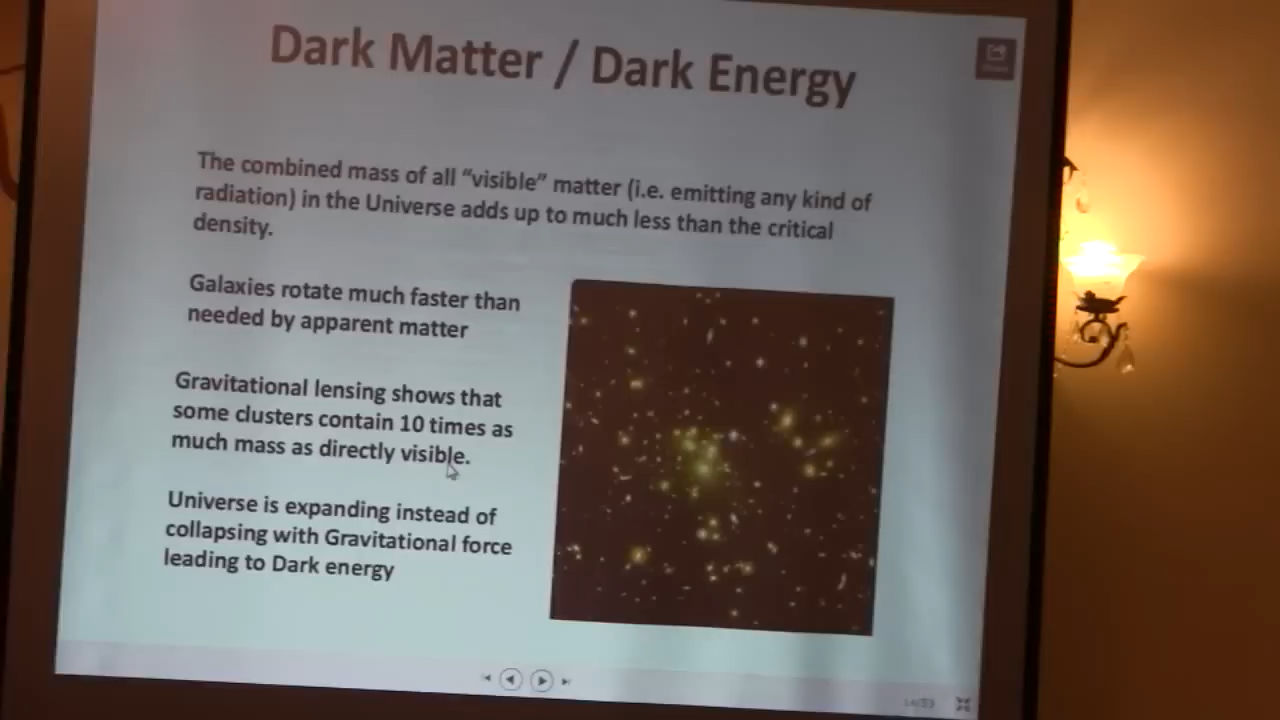 Dark Matter / Dark Energy
The combined mass of all “visible” matter (i.e. emitting any kind of
radiation) in the Universe adds up to much less than the critical
density.
Galaxies rotate much faster than
needed by apparent matter
Gravitational lensing shows that
some clusters contain 10 times as
much mass as directly visible.
Universe is expanding instead of
collapsing with Gravitational force
leading to Dark energy